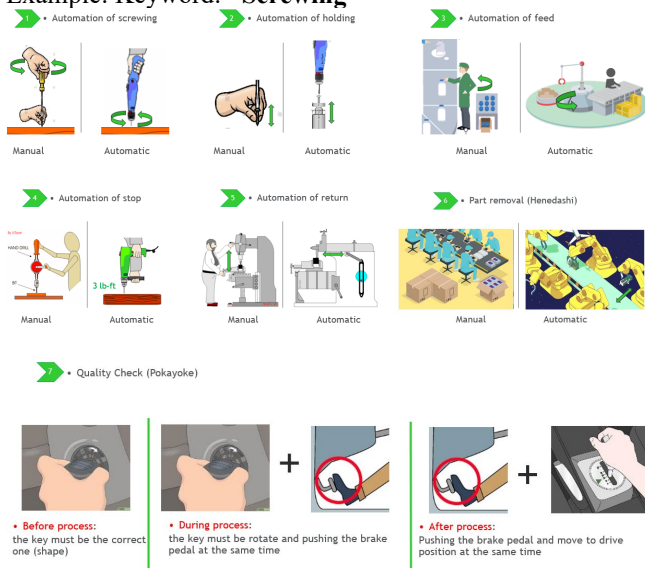 Example: Keyword: "Screwing"
1 • Automation of screwing
2 • Automation of holding
3 • Automation of feed
Manual
Automatic
Manual
Automatic
Manual
Automatic
4 • Automation of stop
5 • Automation of return
6 • Part removal (Henedashi)
HAND DRILL
BIT
3 lb-ft
Manual
Automatic
Manual
Automatic
Manual
Automatic
7 • Quality Check (Pokayoke)
• Before process:
the key must be the correct
one (shape)
• During process:
the key must be rotate and pushing the brake
pedal at the same time
• After process:
Pushing the brake pedal and move to drive
position at the same time